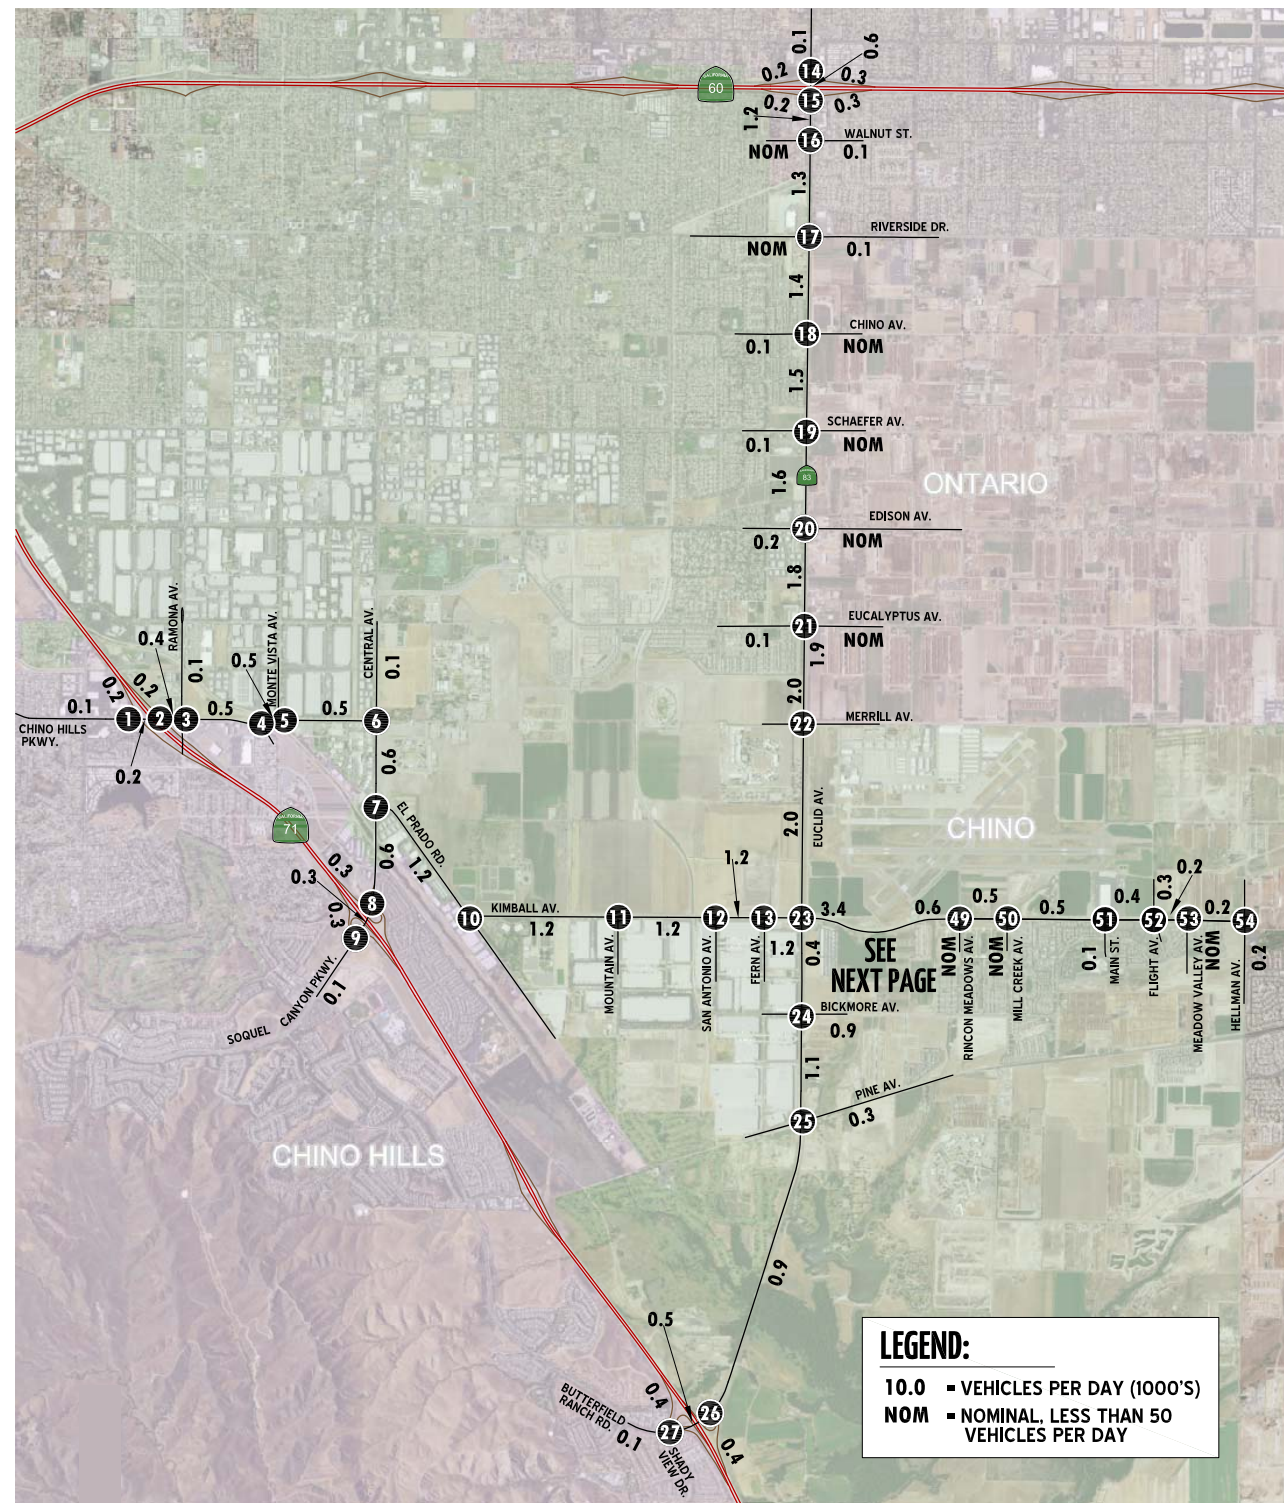 0.1
0.6
0.2
14
0.3
CALIFORNIA
60
0.2
15
0.3
1.2
16
WALNUT ST.
NOM
0.1
1.3
RIVERSIDE DR.
17
NOM
0.1
1.4
CHINO AV.
18
0.1
NOM
1.5
SCHAEFER AV.
19
0.1
NOM
1.6
83
ONTARIO
EDISON AV.
20
0.2
NOM
1.8
EUCALYPTUS AV.
21
0.1
NOM
1.9
2.0
22
MERRILL AV.
RAMONA AV.
0.4
0.1
MONTE VISTA AV.
0.5
CENTRAL AV.
0.1
0.2
0.2
0.1
1
2
3
0.5
4
5
0.5
6
CHINO HILLS
PKWY.
0.2
0.6
7
EL PRADO RD.
1.2
CALIFORNIA
71
0.6
0.3
0.3
0.3
8
9
SOQUEL CANYON PKWY.
0.1
2.0
EUCLID AV.
CHINO
10
KIMBALL AV.
1.2
11
MOUNTAIN AV.
1.2
12
SAN ANTONIO AV.
1.2
13
FERN AV.
1.2
23
3.4
0.4
SEE
NEXT PAGE
0.6
49
NOM
RINCON MEADOWS AV.
0.5
50
NOM
MILL CREEK AV.
0.5
51
0.1
MAIN ST.
0.4
52
FLIGHT AV.
0.3
0.2
53
MEADOW VALLEY AV.
NOM
0.2
54
HELLMAN AV.
0.2
24
BICKMORE AV.
0.9
1.1
25
PINE AV.
0.3
CHINO HILLS
0.9
0.5
26
0.4
BUTTERFIELD
RANCH RD.
0.1
27
0.4
SHADY
VIEW DR.
LEGEND:
10.0 = VEHICLES PER DAY (1000'S)
NOM = NOMINAL, LESS THAN 50
VEHICLES PER DAY